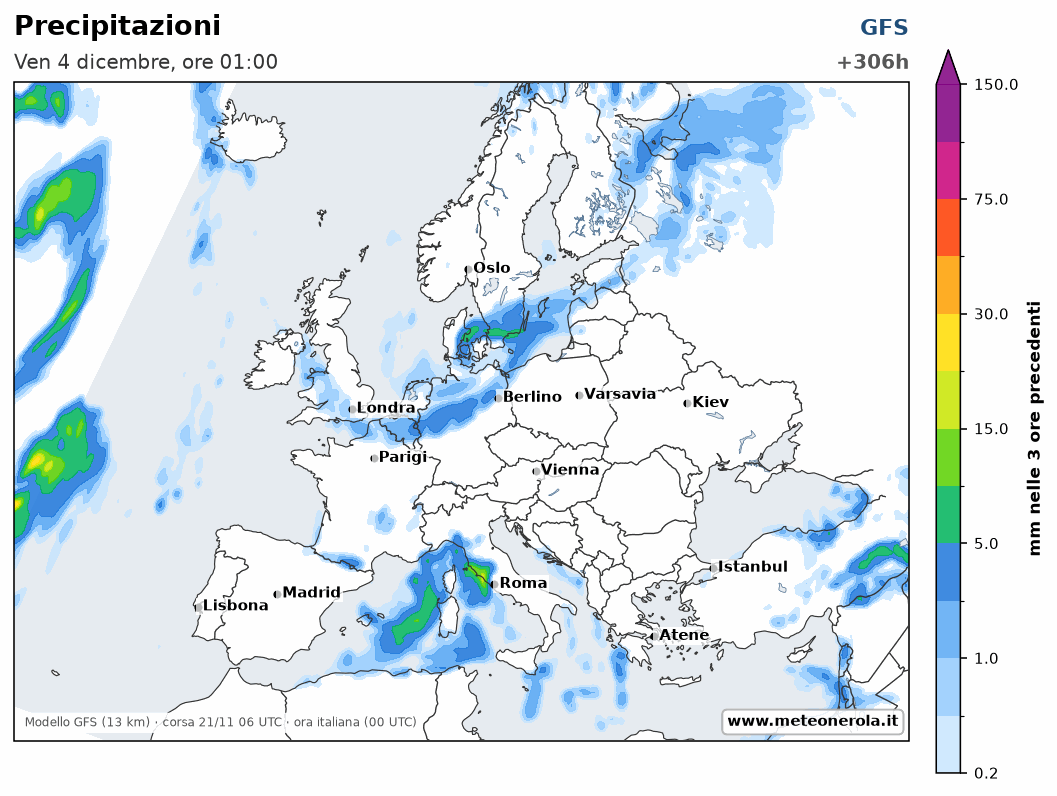 Precipitazioni
GFS
Ven 4 dicembre, ore 01:00
+306h
150.0
75.0
30.0
15.0
5.0
1.0
0.2
mm nelle 3 ore precedenti
Oslo
Londra
Berlino
Varsavia
Kiev
Parigi
Vienna
Istanbul
Roma
Madrid
Lisbona
Atene
Modello GFS (13 km) · corsa 21/11 06 UTC · ora italiana (00 UTC)
www.meteonerola.it